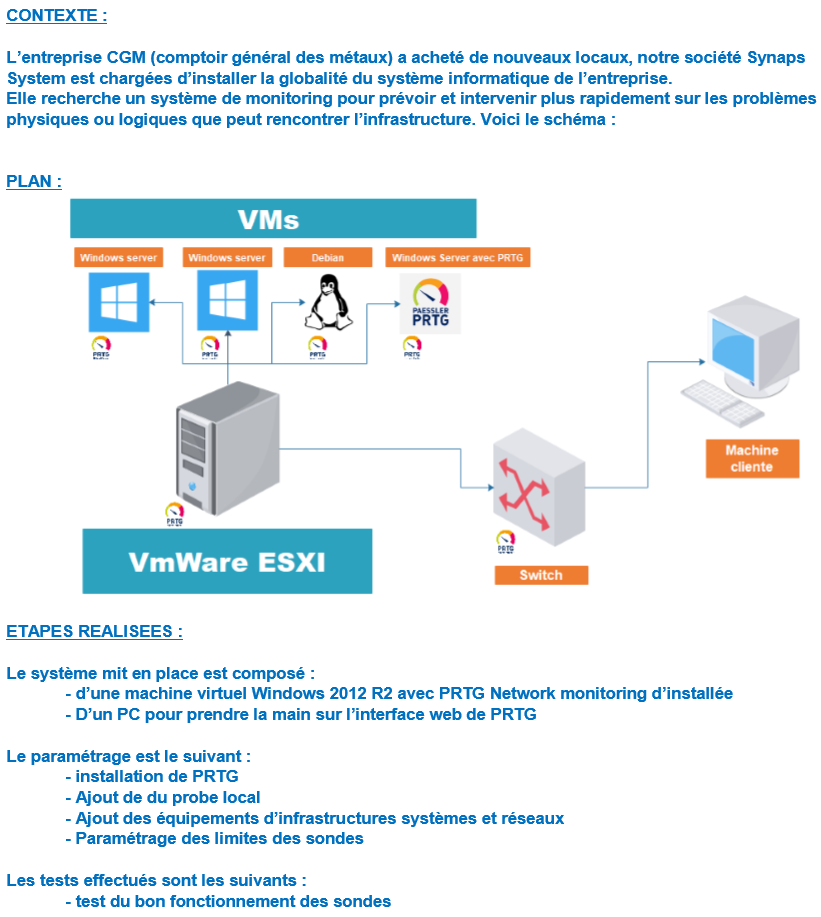 CONTEXTE :
L'entreprise CGM (comptoir général des métaux) a acheté de nouveaux locaux, notre société Synaps
System est chargées d'installer la globalité du système informatique de l'entreprise.
Elle recherche un système de monitoring pour prévoir et intervenir plus rapidement sur les problèmes
physiques ou logiques que peut rencontrer l'infrastructure. Voici le schéma :
PLAN :
VMs
Windows server
Windows server
Debian
Windows Server avec PRTG
PAESSLER
PRTG
PRTG
PRTG
PRTG
PRTG
Machine
cliente
PRTG
VmWare ESXI
PRTG
Switch
ETAPES REALISEES :
Le système mit en place est composé :
- d'une machine virtuel Windows 2012 R2 avec PRTG Network monitoring d'installée
- D'un PC pour prendre la main sur l'interface web de PRTG
Le paramétrage est le suivant :
- installation de PRTG
- Ajout de du probe local
- Ajout des équipements d'infrastructures systèmes et réseaux
- Paramétrage des limites des sondes
Les tests effectués sont les suivants :
- test du bon fonctionnement des sondes